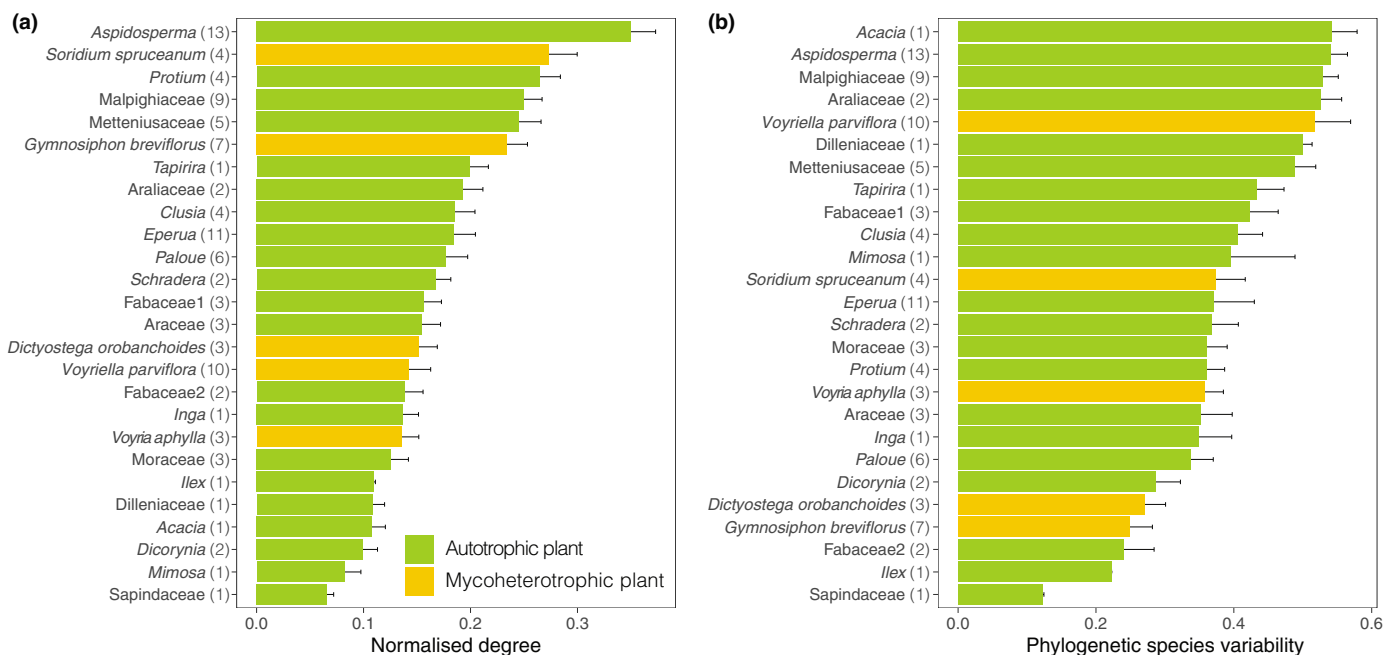 (a)
Aspidosperma (13)
Soridium spruceanum (4)
Protium (4)
Malpighiaceae (9)
Metteniusaceae (5)
Gymnosiphon breviflorus (7)
Tapirira (1)
Araliaceae (2)
Clusia (4)
Eperua (11)
Paloue (6)
Schradera (2)
Fabaceae1 (3)
Araceae (3)
Dictyostega orobanchoides (3)
Voyriella parviflora (10)
Fabaceae2 (2)
Inga (1)
Voyria aphylla (3)
Moraceae (3)
Ilex (1)
Dilleniaceae (1)
Acacia (1)
Dicorynia (2)
Mimosa (1)
Sapindaceae (1)
Autotrophic plant
Mycoheterotrophic plant
0.0 0.1 0.2 0.3
Normalised degree
(b)
Acacia (1)
Aspidosperma (13)
Malpighiaceae (9)
Araliaceae (2)
Voyriella parviflora (10)
Dilleniaceae (1)
Metteniusaceae (5)
Tapirira (1)
Fabaceae1 (3)
Clusia (4)
Mimosa (1)
Soridium spruceanum (4)
Eperua (11)
Schradera (2)
Moraceae (3)
Protium (4)
Voyria aphylla (3)
Araceae (3)
Inga (1)
Paloue (6)
Dicorynia (2)
Dictyostega orobanchoides (3)
Gymnosiphon breviflorus (7)
Fabaceae2 (2)
Ilex (1)
Sapindaceae (1)
0.0 0.2 0.4 0.6
Phylogenetic species variability